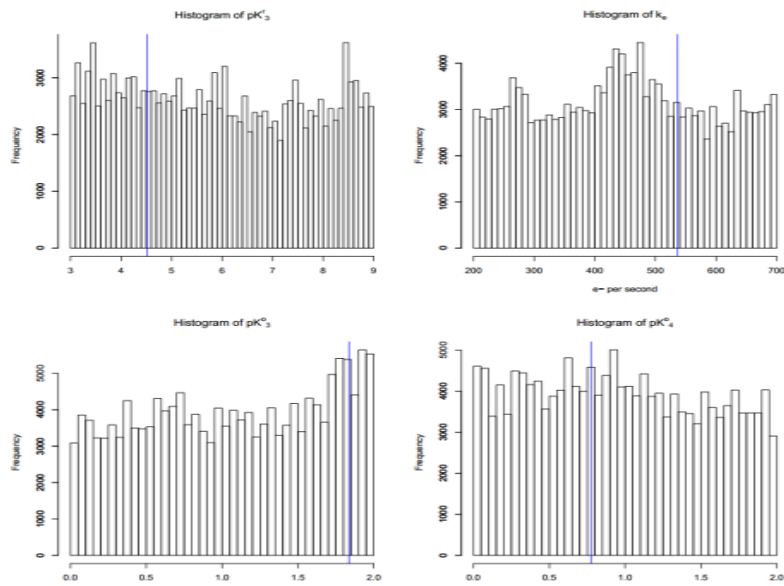 Histogram of pKʳ₃
Frequency
0 1000 2000 3000
3 4 5 6 7 8 9
Histogram of kₑ
Frequency
0 1000 2000 3000 4000
200 300 400 500 600 700
e− per second
Histogram of pKᵒ₃
Frequency
0 1000 2000 3000 4000 5000
0.0 0.5 1.0 1.5 2.0
Histogram of pKᵒ₄
Frequency
0 1000 2000 3000 4000 5000
0.0 0.5 1.0 1.5 2.0